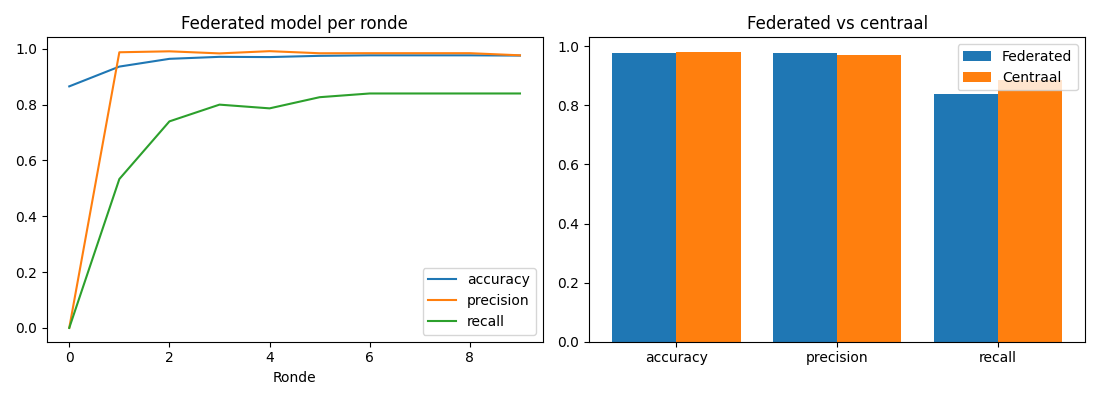 Federated model per ronde
1.0
0.8
0.6
0.4
0.2
0.0
accuracy
precision
recall
0 2 4 6 8
Ronde
Federated vs centraal
1.0
0.8
0.6
0.4
0.2
0.0
Federated
Centraal
accuracy precision recall